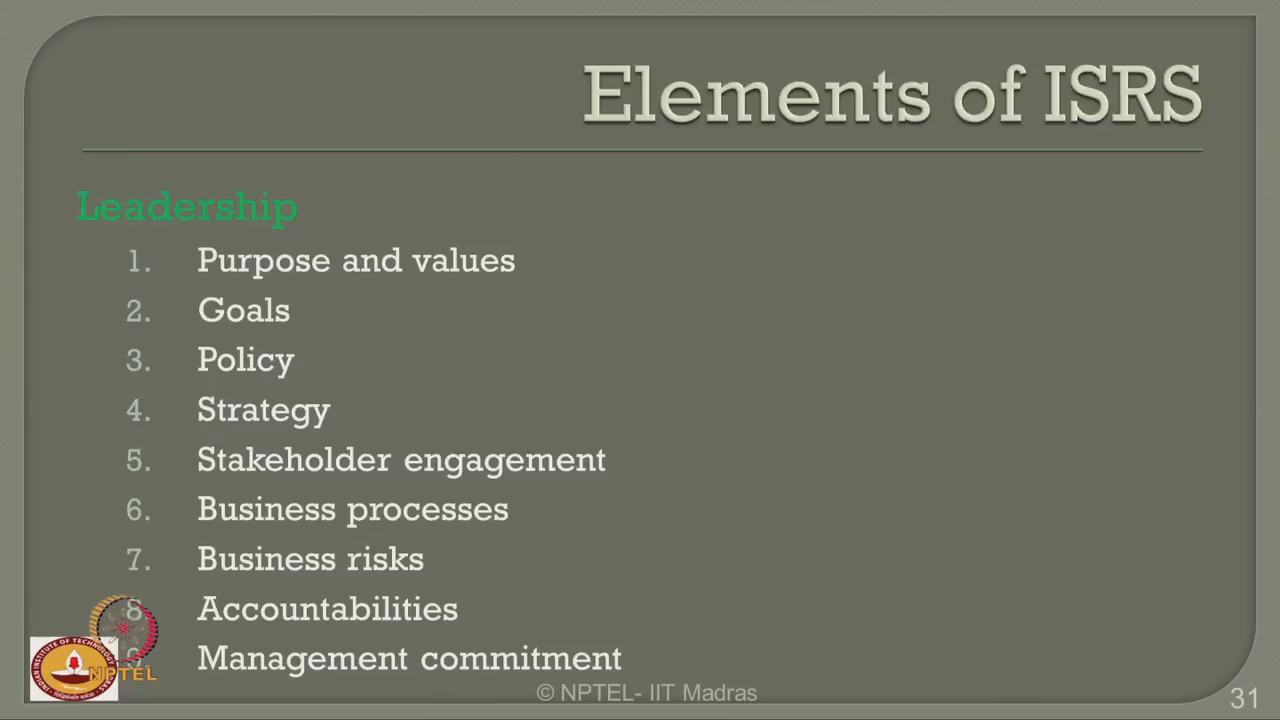 Elements of ISRS
Leadership
1. Purpose and values
2. Goals
3. Policy
4. Strategy
5. Stakeholder engagement
6. Business processes
7. Business risks
8. Accountabilities
Management commitment
NPTEL
© NPTEL- IIT Madras
31